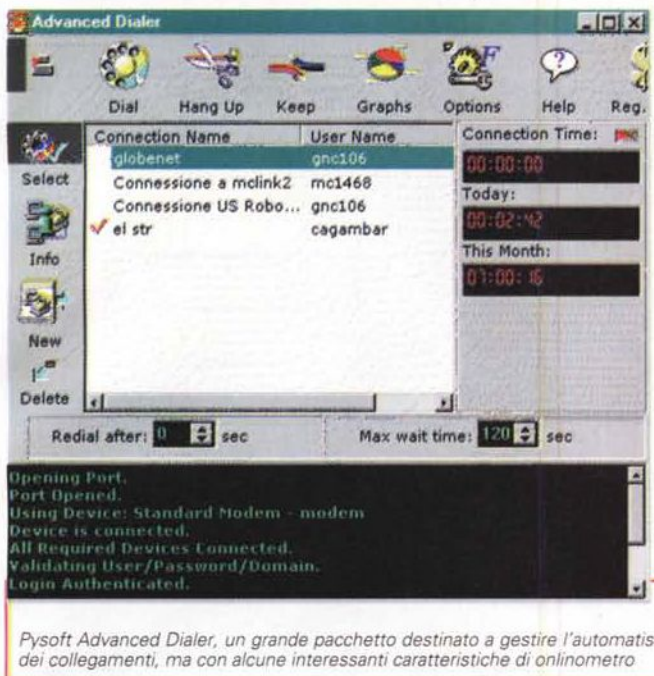 Advanced Dialer
Dial Hang Up Keep Graphs Options Help Reg.
Connection Name User Name
Connection Time:
globenet gnc106
00:00:00
Select
Connessione a mclink2 mc1468
Today:
Connessione US Robo... gnc106
00:02:42
el str cagambar
Info
This Month:
07:00:16
New
Delete
Redial after: 0 sec Max wait time: 120 sec
Opening Port.
Port Opened.
Using Device: Standard Modem - modem
Device is connected.
All Required Devices Connected.
Validating User/Password/Domain.
Login Authenticated.
Pysoft Advanced Dialer, un grande pacchetto destinato a gestire l'automatis
dei collegamenti, ma con alcune interessanti caratteristiche di onlinometro